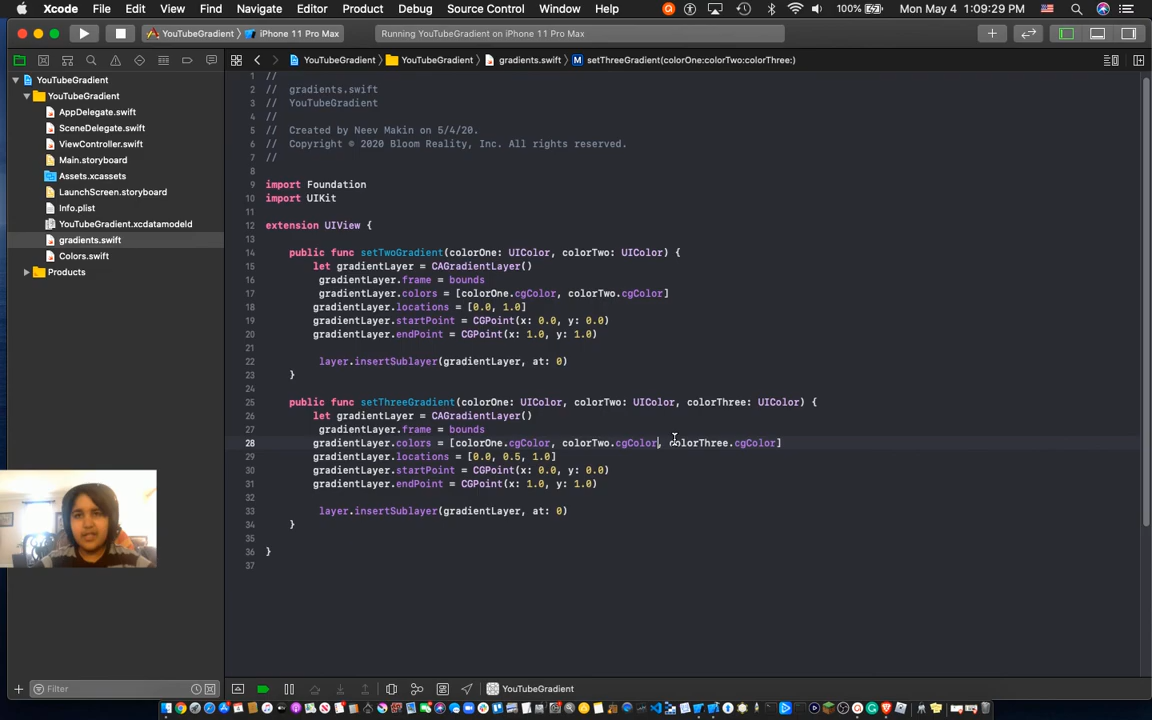 Xcode File Edit View Find Navigate Editor Product Debug Source Control Window Help 100% Mon May 4 1:09:29 PM
YouTubeGradient iPhone 11 Pro Max Running YouTubeGradient on iPhone 11 Pro Max
YouTubeGradient YouTubeGradient gradients.swift M setThreeGradient(colorOne:colorTwo:colorThree:)
YouTubeGradient
YouTubeGradient
AppDelegate.swift
SceneDelegate.swift
ViewController.swift
Main.storyboard
Assets.xcassets
LaunchScreen.storyboard
Info.plist
YouTubeGradient.xcdatamodeld
gradients.swift
Colors.swift
Products
1 //
2 // gradients.swift
3 // YouTubeGradient
4 //
5 // Created by Neev Makin on 5/4/20.
6 // Copyright © 2020 Bloom Reality, Inc. All rights reserved.
7 //
8
9 import Foundation
10 import UIKit
11
12 extension UIView {
13
14 public func setTwoGradient(colorOne: UIColor, colorTwo: UIColor) {
15 let gradientLayer = CAGradientLayer()
16 gradientLayer.frame = bounds
17 gradientLayer.colors = [colorOne.cgColor, colorTwo.cgColor]
18 gradientLayer.locations = [0.0, 1.0]
19 gradientLayer.startPoint = CGPoint(x: 0.0, y: 0.0)
20 gradientLayer.endPoint = CGPoint(x: 1.0, y: 1.0)
21
22 layer.insertSublayer(gradientLayer, at: 0)
23 }
24
25 public func setThreeGradient(colorOne: UIColor, colorTwo: UIColor, colorThree: UIColor) {
26 let gradientLayer = CAGradientLayer()
27 gradientLayer.frame = bounds
28 gradientLayer.colors = [colorOne.cgColor, colorTwo.cgColor, colorThree.cgColor]
29 gradientLayer.locations = [0.0, 0.5, 1.0]
30 gradientLayer.startPoint = CGPoint(x: 0.0, y: 0.0)
31 gradientLayer.endPoint = CGPoint(x: 1.0, y: 1.0)
32
33 layer.insertSublayer(gradientLayer, at: 0)
34 }
35
36 }
37
Filter YouTubeGradient